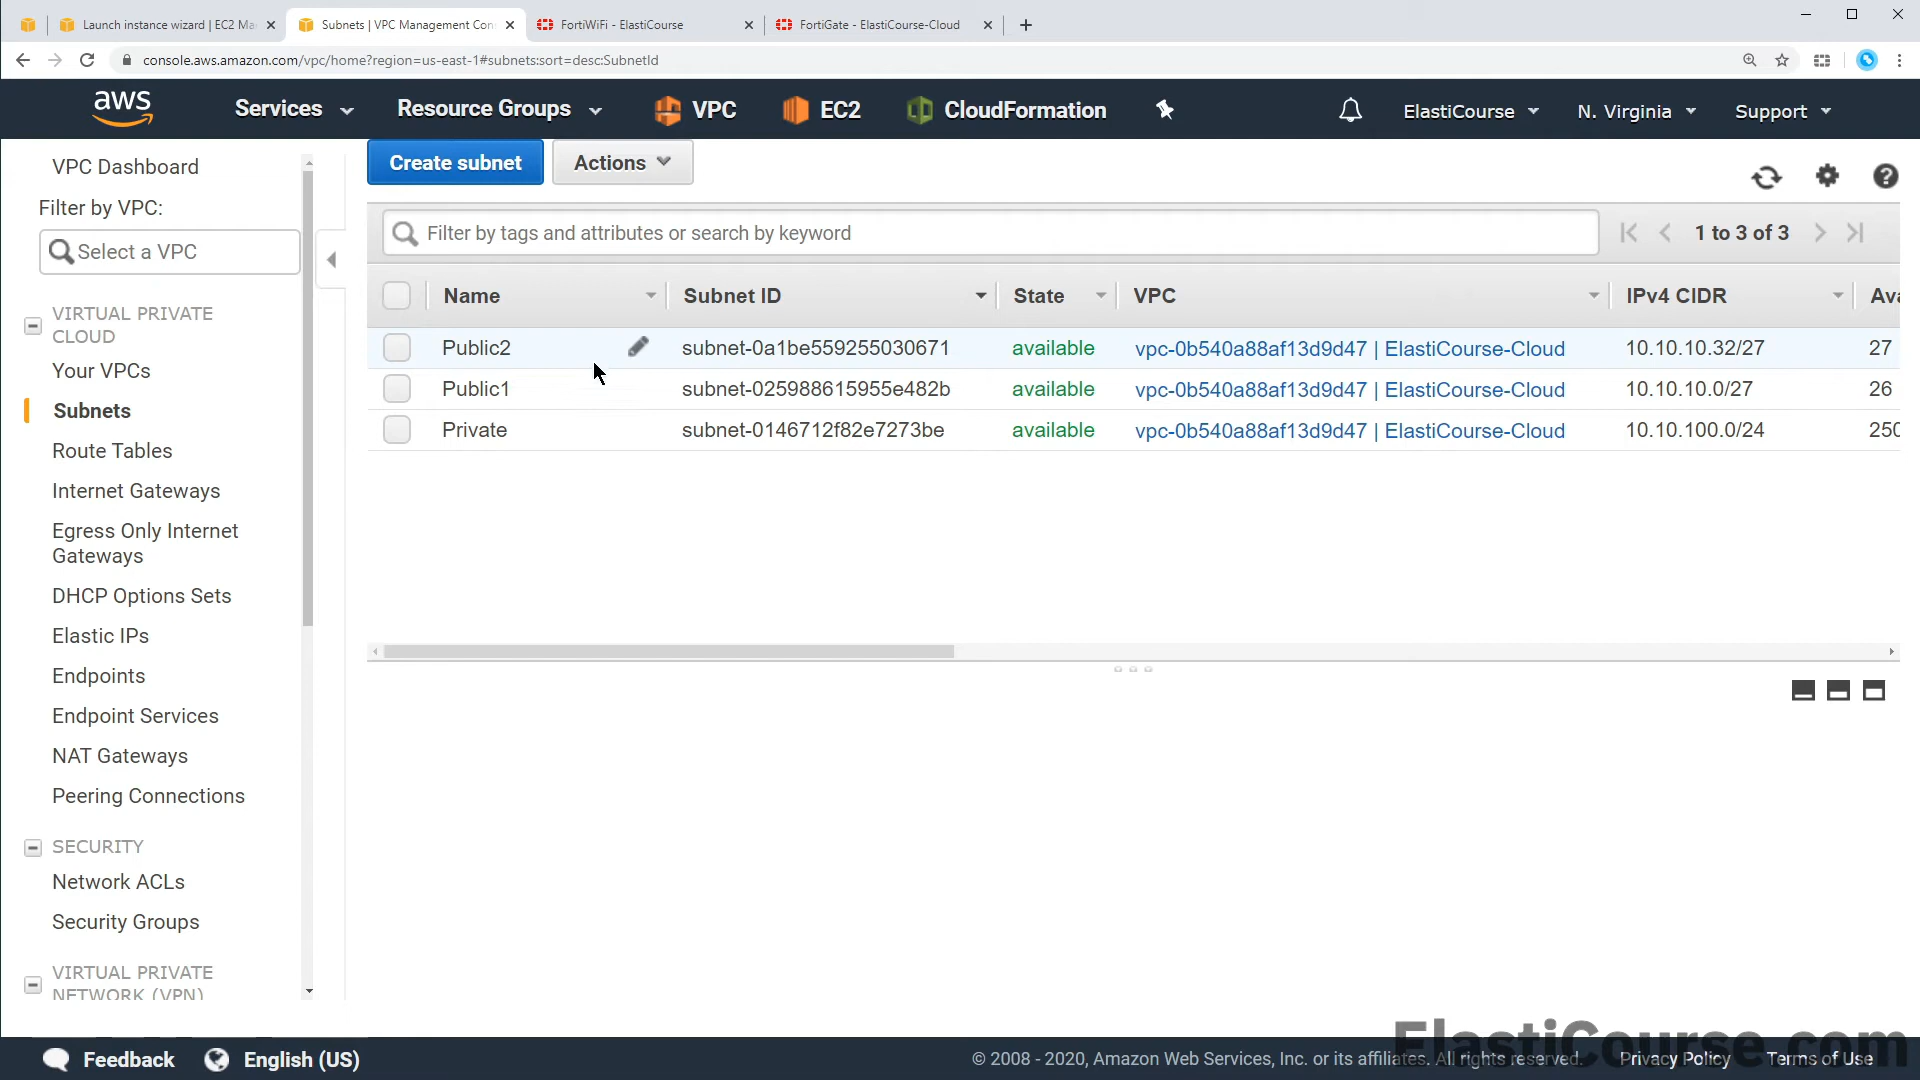 Launch instance wizard | EC2 Ma
Subnets | VPC Management Con
FortiWiFi - ElastiCourse
FortiGate - ElastiCourse-Cloud
console.aws.amazon.com/vpc/home?region=us-east-1#subnets:sort=desc:SubnetId
aws
Services
Resource Groups
VPC
EC2
CloudFormation
ElastiCourse
N. Virginia
Support
VPC Dashboard
Filter by VPC:
Select a VPC
VIRTUAL PRIVATE
CLOUD
Your VPCs
Subnets
Route Tables
Internet Gateways
Egress Only Internet
Gateways
DHCP Options Sets
Elastic IPs
Endpoints
Endpoint Services
NAT Gateways
Peering Connections
SECURITY
Network ACLs
Security Groups
VIRTUAL PRIVATE
NETWORK (VPN)
Create subnet
Actions
Filter by tags and attributes or search by keyword
1 to 3 of 3
Name Subnet ID State VPC IPv4 CIDR Ava
Public2 subnet-0a1be559255030671 available vpc-0b540a88af13d9d47 | ElastiCourse-Cloud 10.10.10.32/27 27
Public1 subnet-025988615955e482b available vpc-0b540a88af13d9d47 | ElastiCourse-Cloud 10.10.10.0/27 26
Private subnet-0146712f82e7273be available vpc-0b540a88af13d9d47 | ElastiCourse-Cloud 10.10.100.0/24 250
ElastiCourse.com
Feedback
English (US)
© 2008 - 2020, Amazon Web Services, Inc. or its affiliates. All rights reserved.
Privacy Policy
Terms of Use